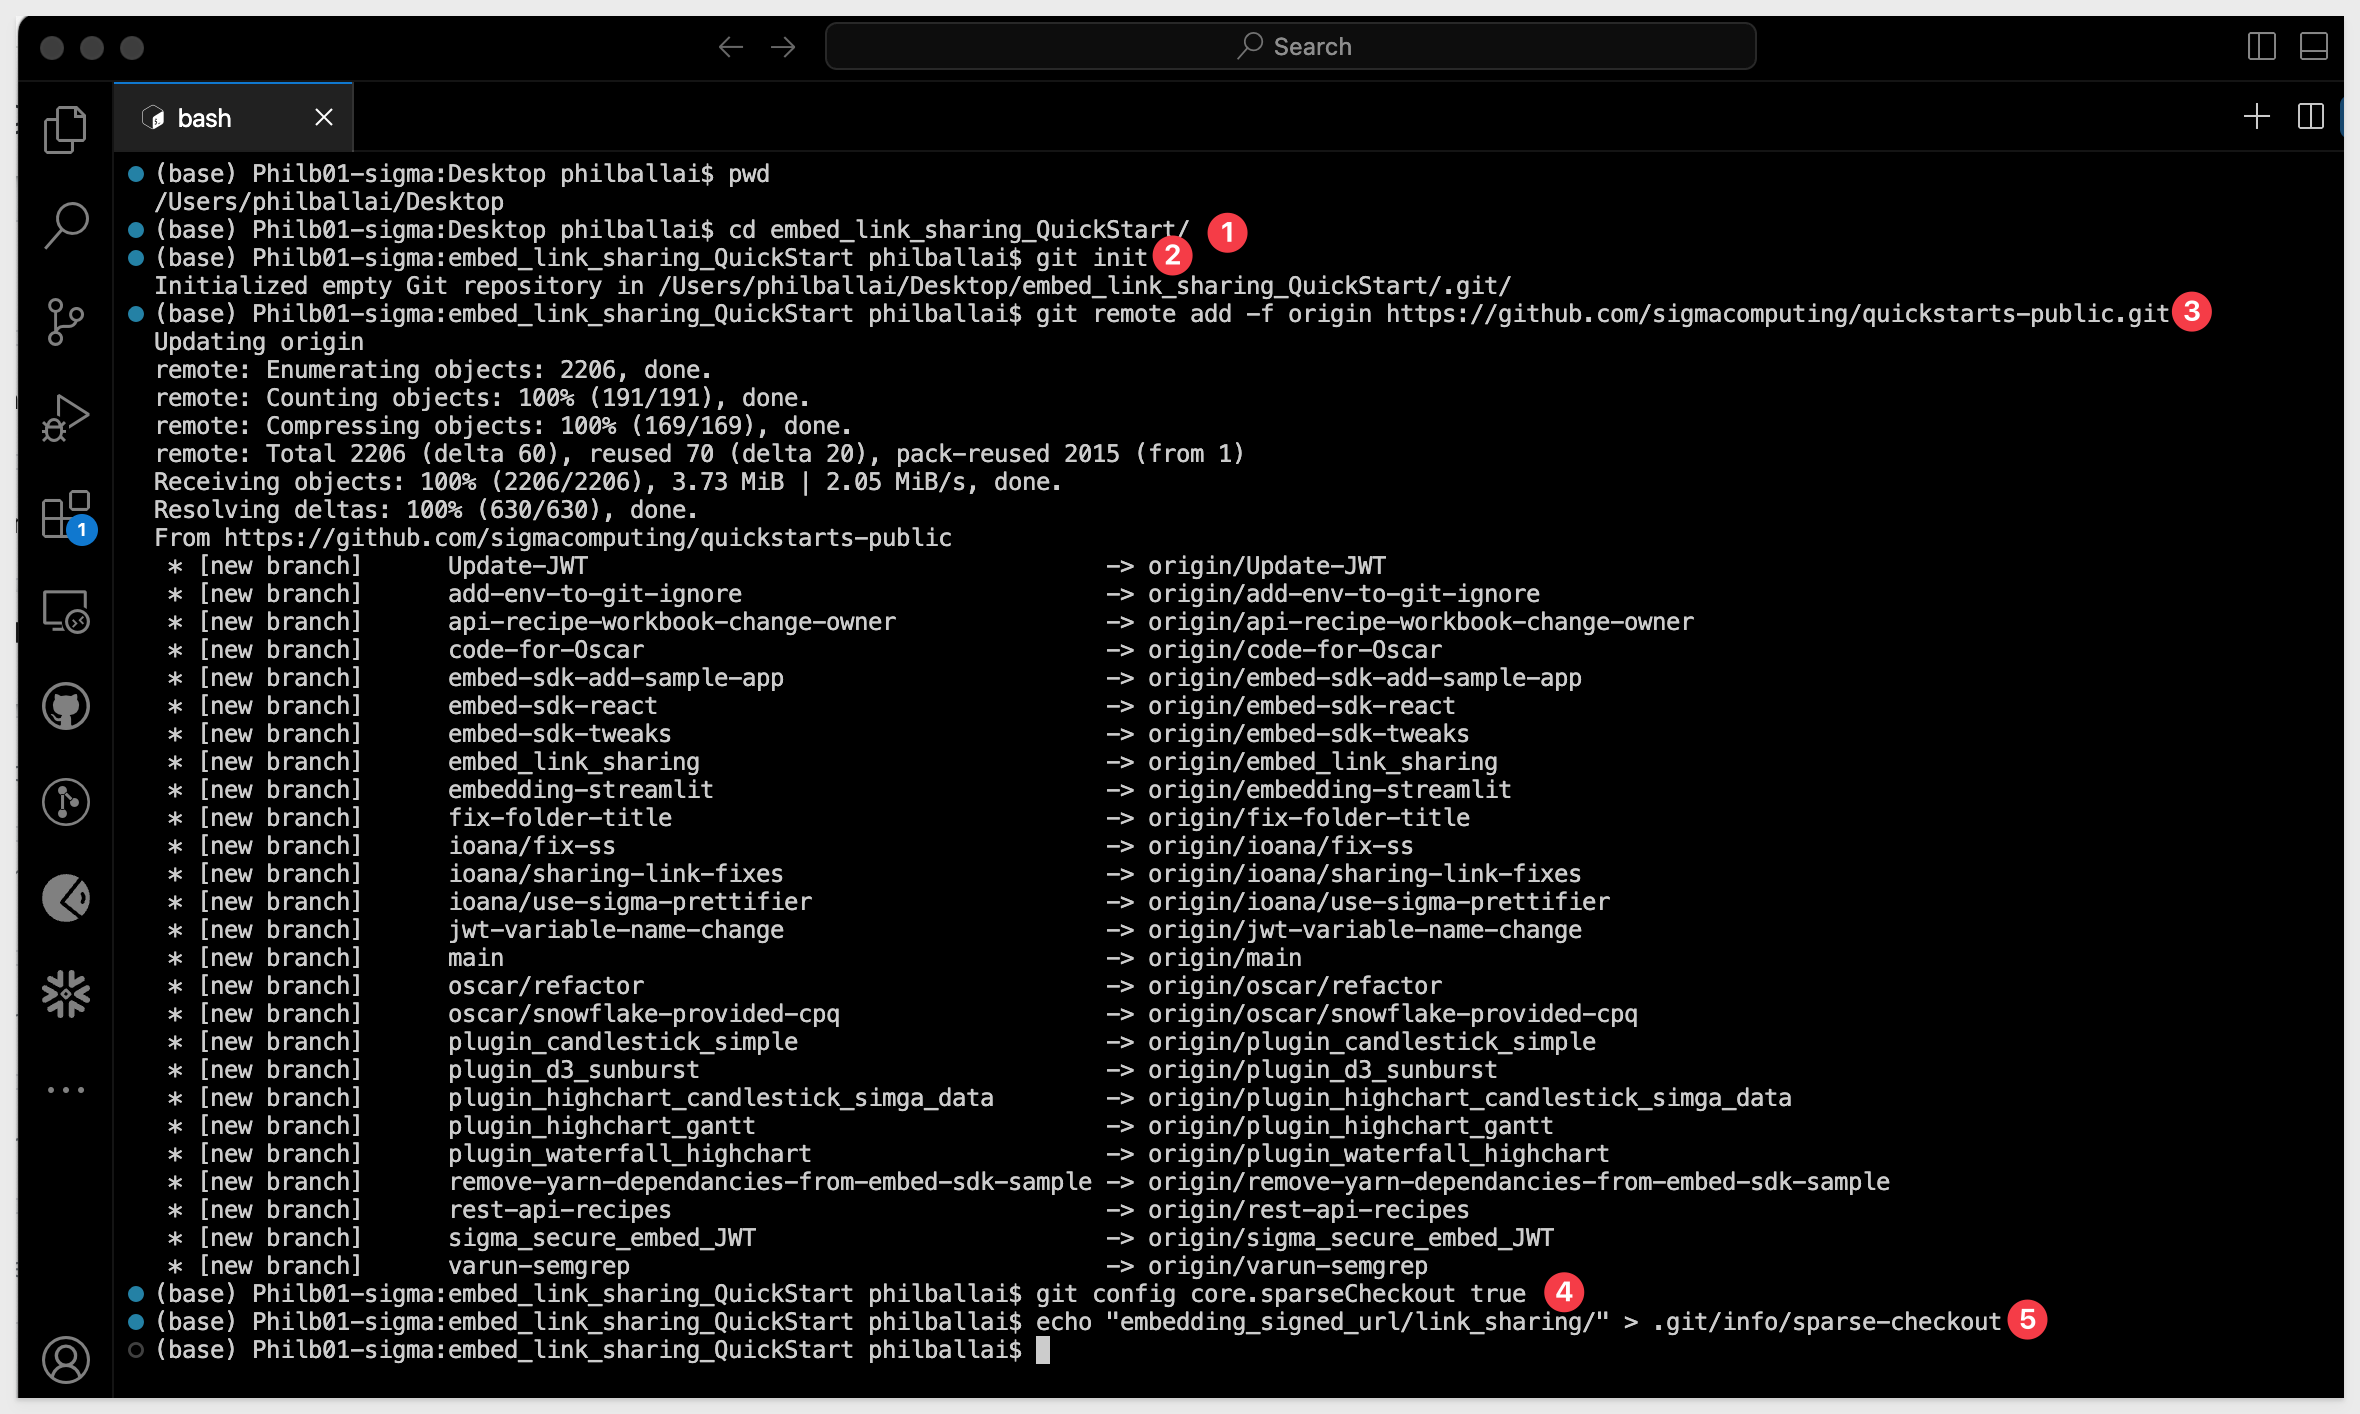 Search
bash
(base) Philb01-sigma:Desktop philballai$ pwd
/Users/philballai/Desktop
(base) Philb01-sigma:Desktop philballai$ cd embed_link_sharing_QuickStart/ 1
(base) Philb01-sigma:embed_link_sharing_QuickStart philballai$ git init 2
Initialized empty Git repository in /Users/philballai/Desktop/embed_link_sharing_QuickStart/.git/
(base) Philb01-sigma:embed_link_sharing_QuickStart philballai$ git remote add -f origin https://github.com/sigmacomputing/quickstarts-public.git 3
Updating origin
remote: Enumerating objects: 2206, done.
remote: Counting objects: 100% (191/191), done.
remote: Compressing objects: 100% (169/169), done.
remote: Total 2206 (delta 60), reused 70 (delta 20), pack-reused 2015 (from 1)
Receiving objects: 100% (2206/2206), 3.73 MiB | 2.05 MiB/s, done.
Resolving deltas: 100% (630/630), done.
1
From https://github.com/sigmacomputing/quickstarts-public
* [new branch] Update-JWT -> origin/Update-JWT
* [new branch] add-env-to-git-ignore -> origin/add-env-to-git-ignore
* [new branch] api-recipe-workbook-change-owner -> origin/api-recipe-workbook-change-owner
* [new branch] code-for-Oscar -> origin/code-for-Oscar
* [new branch] embed-sdk-add-sample-app -> origin/embed-sdk-add-sample-app
* [new branch] embed-sdk-react -> origin/embed-sdk-react
* [new branch] embed-sdk-tweaks -> origin/embed-sdk-tweaks
* [new branch] embed_link_sharing -> origin/embed_link_sharing
* [new branch] embedding-streamlit -> origin/embedding-streamlit
* [new branch] fix-folder-title -> origin/fix-folder-title
* [new branch] ioana/fix-ss -> origin/ioana/fix-ss
* [new branch] ioana/sharing-link-fixes -> origin/ioana/sharing-link-fixes
* [new branch] ioana/use-sigma-prettifier -> origin/ioana/use-sigma-prettifier
* [new branch] jwt-variable-name-change -> origin/jwt-variable-name-change
* [new branch] main -> origin/main
* [new branch] oscar/refactor -> origin/oscar/refactor
* [new branch] oscar/snowflake-provided-cpq -> origin/oscar/snowflake-provided-cpq
* [new branch] plugin_candlestick_simple -> origin/plugin_candlestick_simple
* [new branch] plugin_d3_sunburst -> origin/plugin_d3_sunburst
* [new branch] plugin_highchart_candlestick_simga_data -> origin/plugin_highchart_candlestick_simga_data
* [new branch] plugin_highchart_gantt -> origin/plugin_highchart_gantt
* [new branch] plugin_waterfall_highchart -> origin/plugin_waterfall_highchart
* [new branch] remove-yarn-dependancies-from-embed-sdk-sample -> origin/remove-yarn-dependancies-from-embed-sdk-sample
* [new branch] rest-api-recipes -> origin/rest-api-recipes
* [new branch] sigma_secure_embed_JWT -> origin/sigma_secure_embed_JWT
* [new branch] varun-semgrep -> origin/varun-semgrep
(base) Philb01-sigma:embed_link_sharing_QuickStart philballai$ git config core.sparseCheckout true 4
(base) Philb01-sigma:embed_link_sharing_QuickStart philballai$ echo "embedding_signed_url/link_sharing/" > .git/info/sparse-checkout 5
(base) Philb01-sigma:embed_link_sharing_QuickStart philballai$